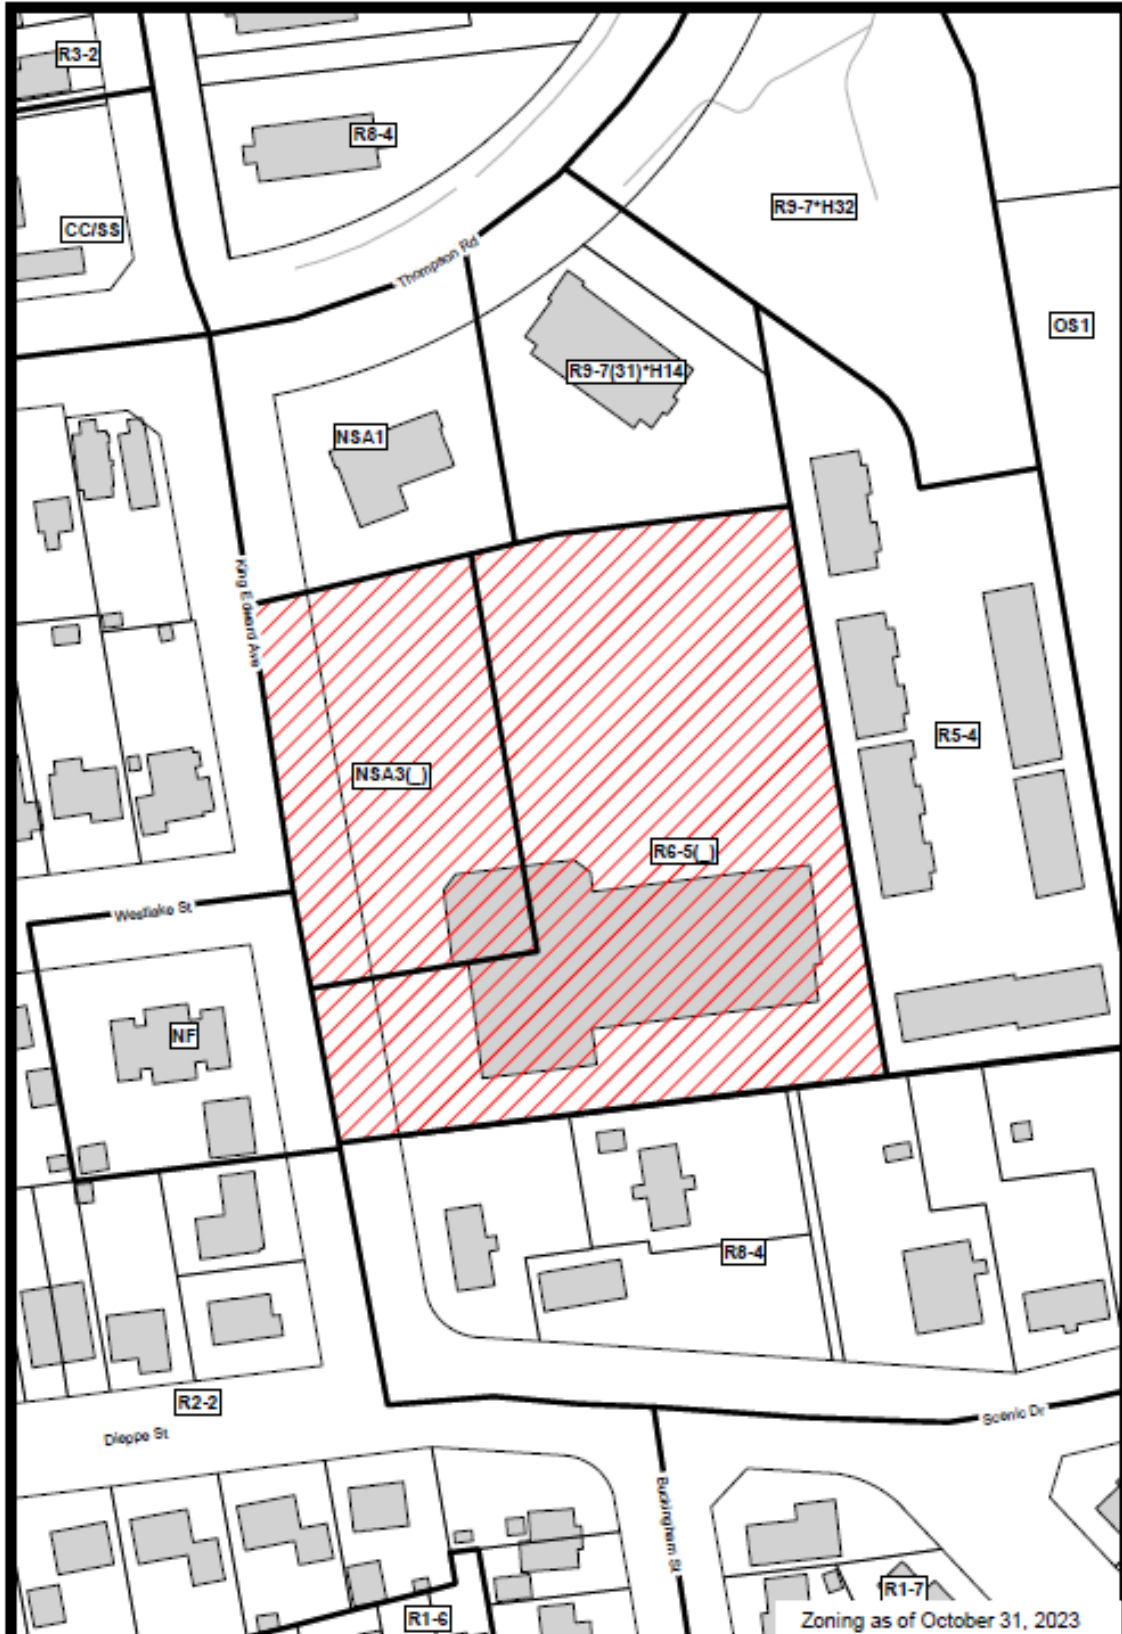 R3-2
R8-4
CC/SS
R9-7*H32
Thompson Rd
OS1
R9-7(31)*H14
NSA1
King Edward Ave
R5-4
NSA3(_)
R6-5(_)
Westlake St
NF
R8-4
R2-2
Dieppe St
Scenic Dr
Buckingham St
R1-7
R1-6
Zoning as of October 31, 2023